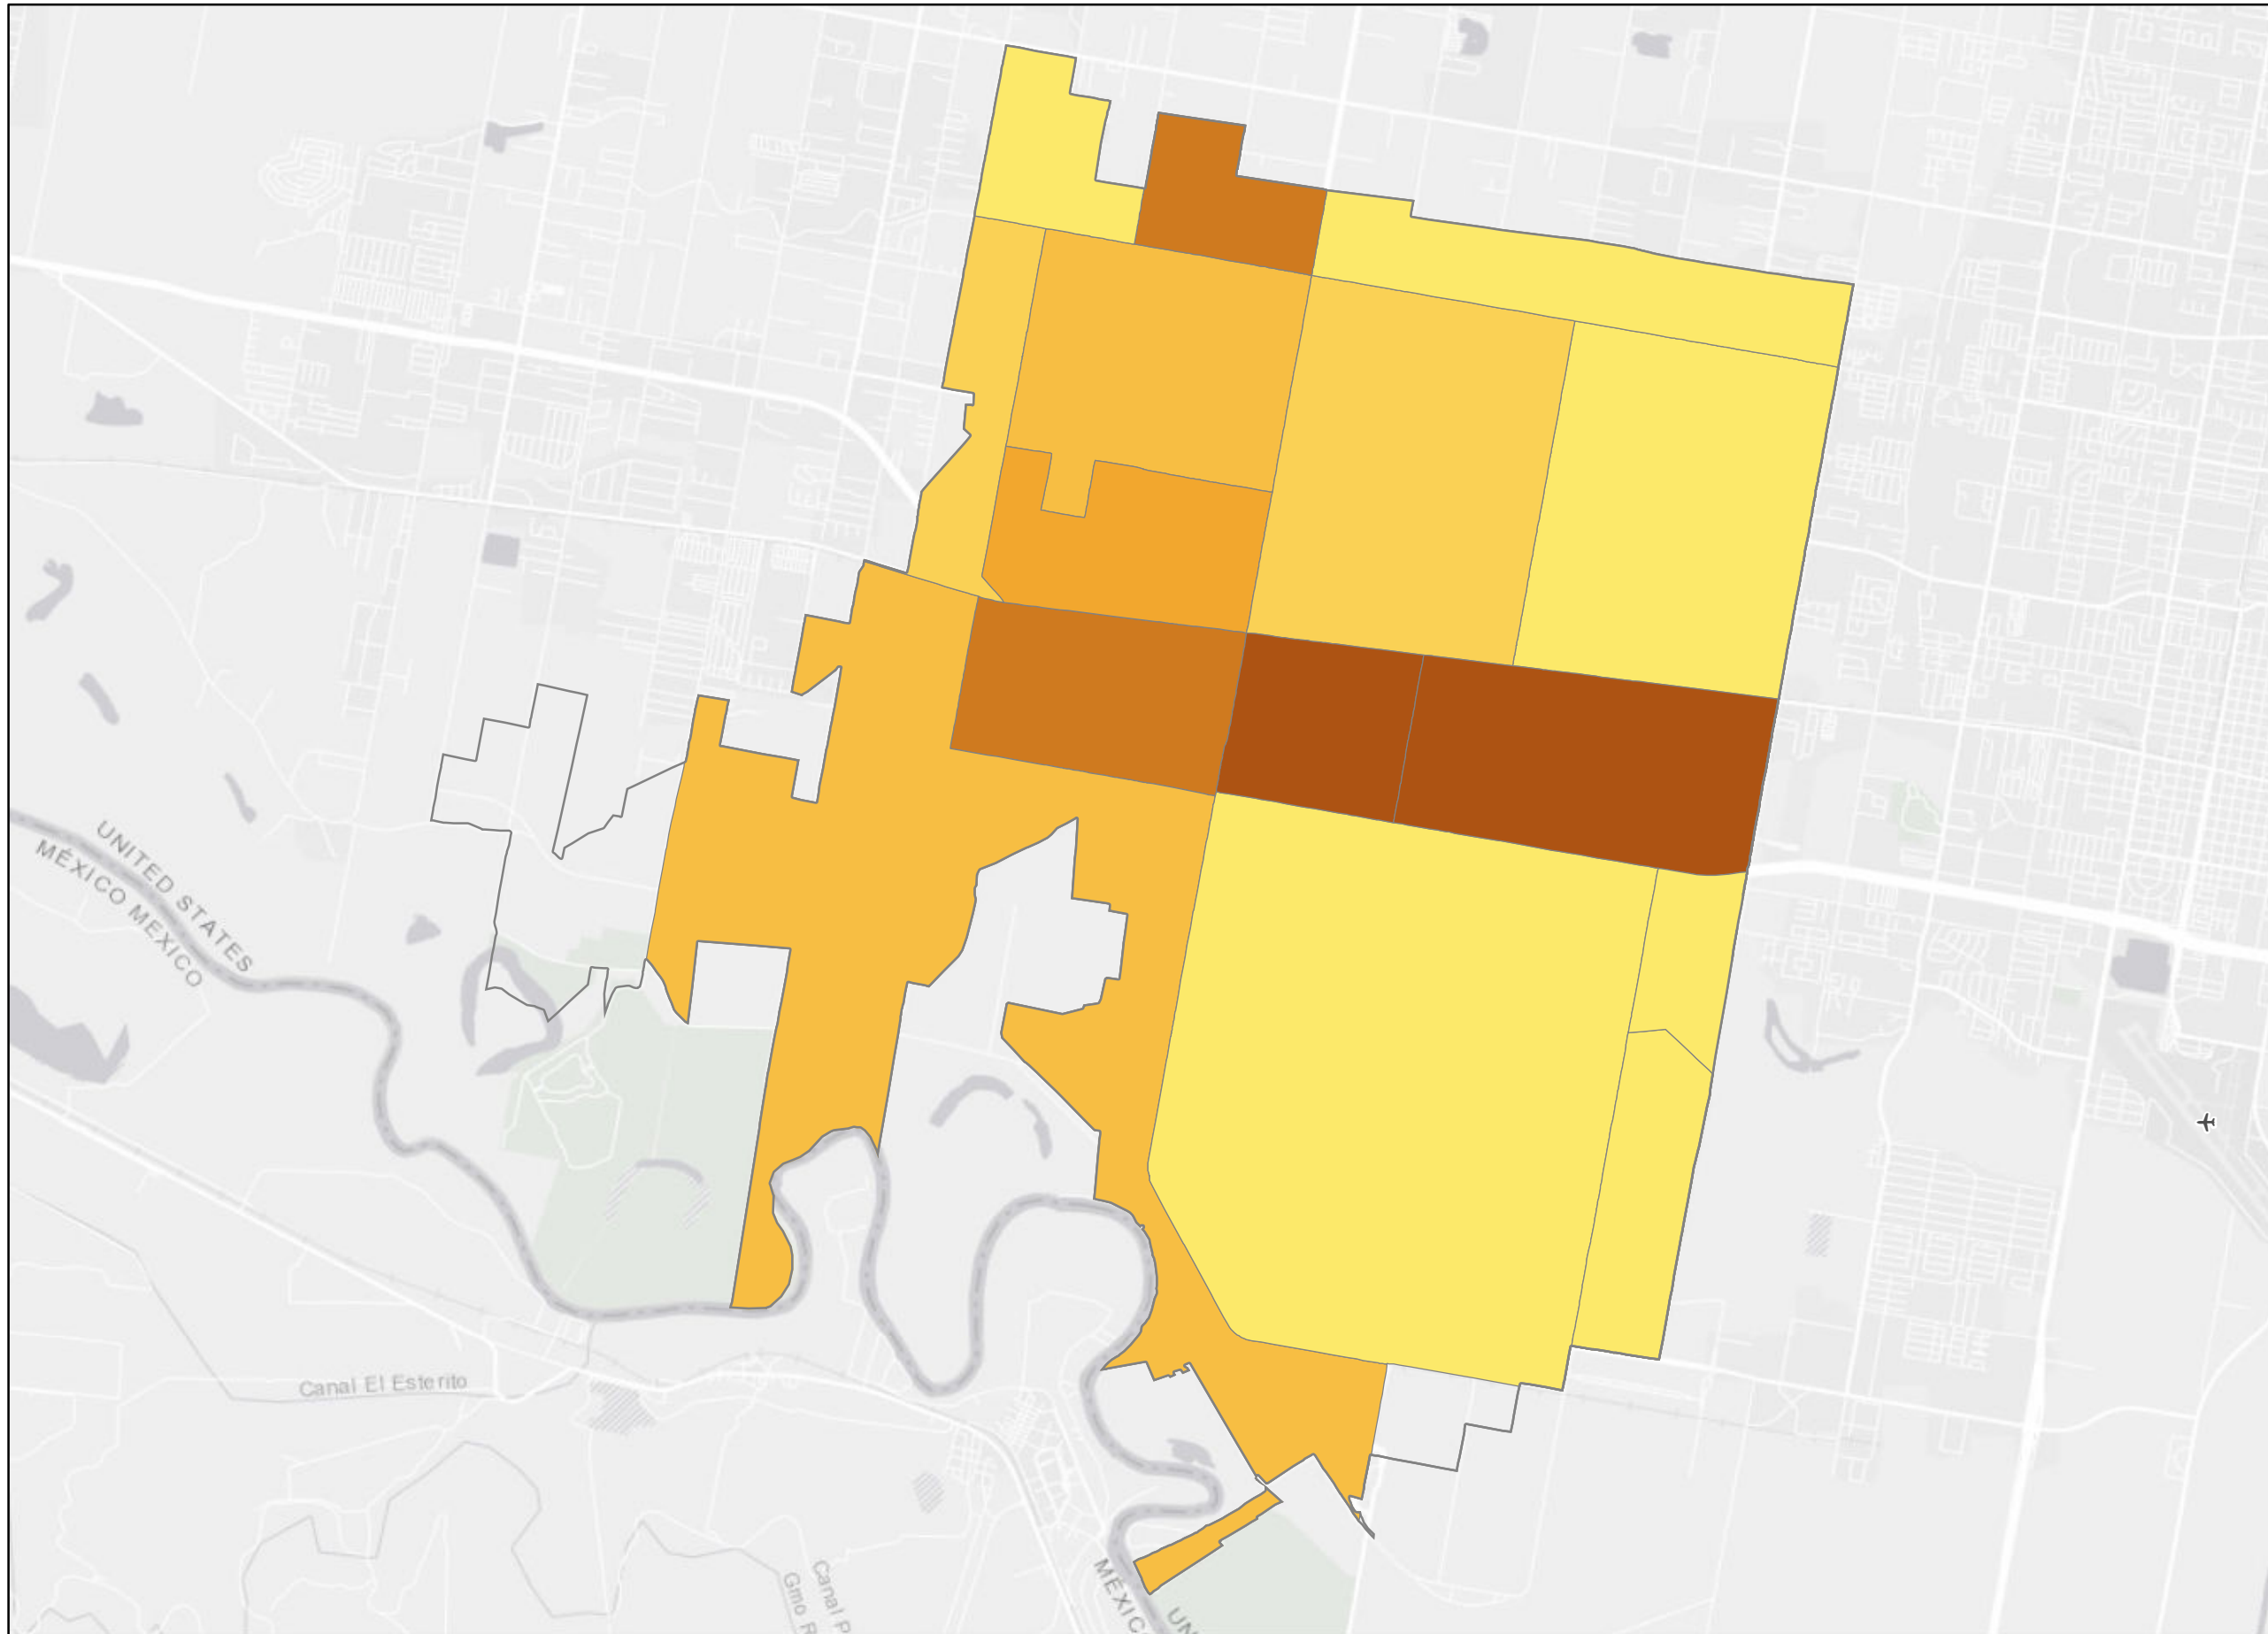 UNITED STATES
MÉXICO MEXICO
Canal El Esterito
Canal P
Gmo R
MÉXIC
UN